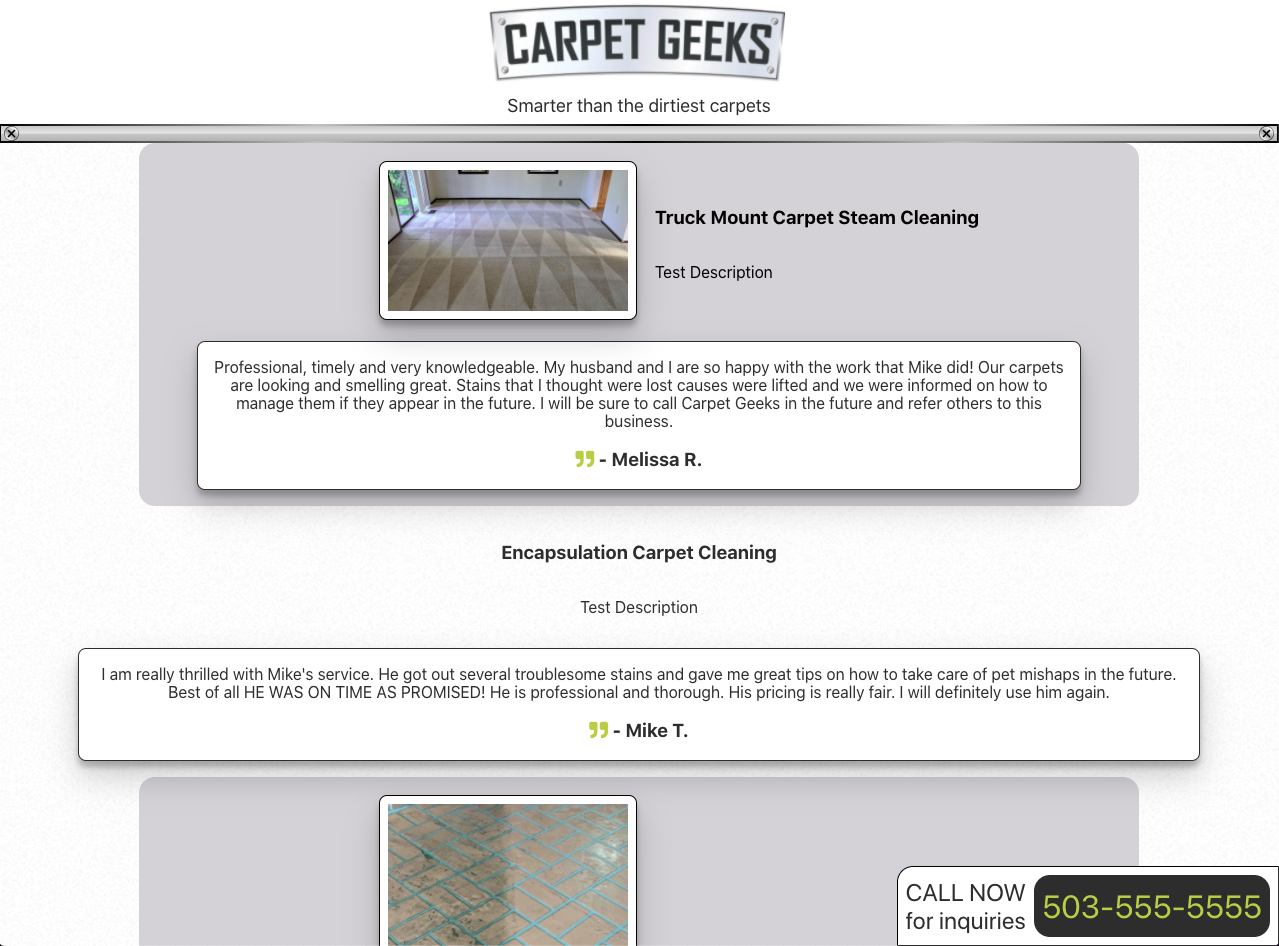 CARPET GEEKS
Smarter than the dirtiest carpets
Truck Mount Carpet Steam Cleaning
Test Description
Professional, timely and very knowledgeable. My husband and I are so happy with the work that Mike did! Our carpets
are looking and smelling great. Stains that I thought were lost causes were lifted and we were informed on how to
manage them if they appear in the future. I will be sure to call Carpet Geeks in the future and refer others to this
business.
- Melissa R.
Encapsulation Carpet Cleaning
Test Description
I am really thrilled with Mike's service. He got out several troublesome stains and gave me great tips on how to take care of pet mishaps in the future.
Best of all HE WAS ON TIME AS PROMISED! He is professional and thorough. His pricing is really fair. I will definitely use him again.
- Mike T.
CALL NOW
for inquiries
503-555-5555